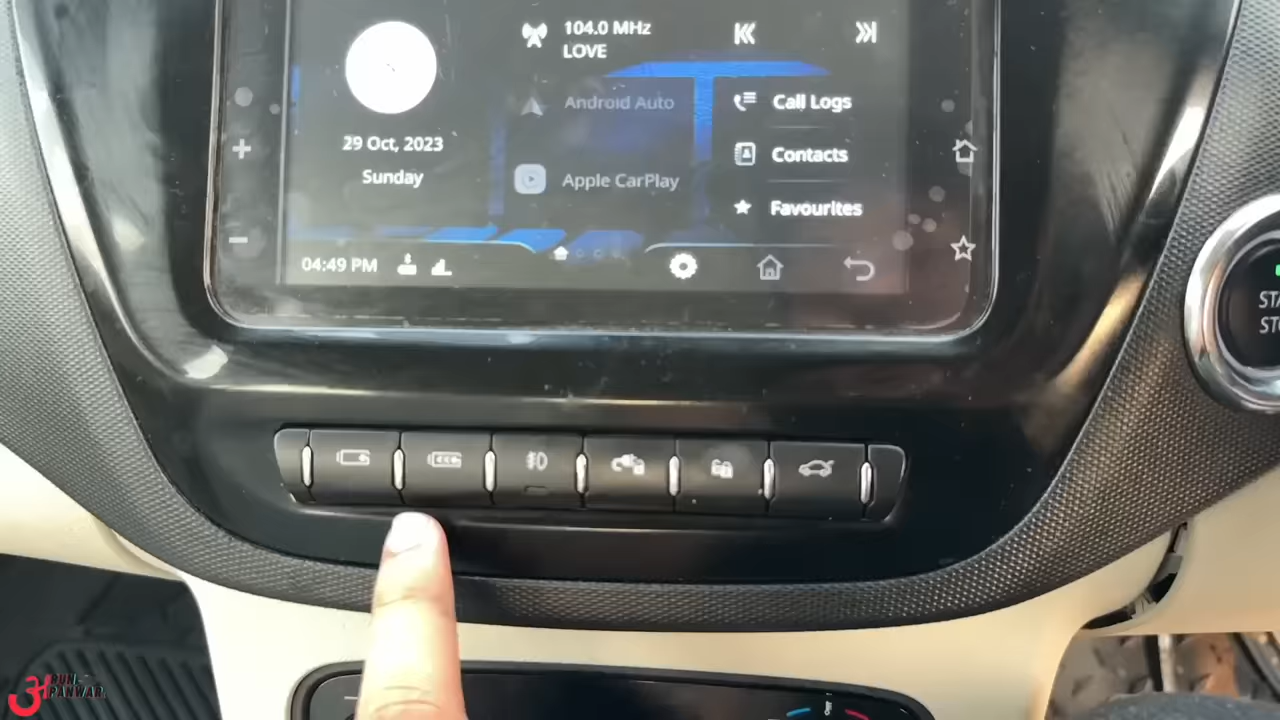 104.0 MHz
LOVE
Android Auto
Call Logs
29 Oct, 2023
Contacts
Sunday
Apple CarPlay
Favourites
04:49 PM
PANWAR